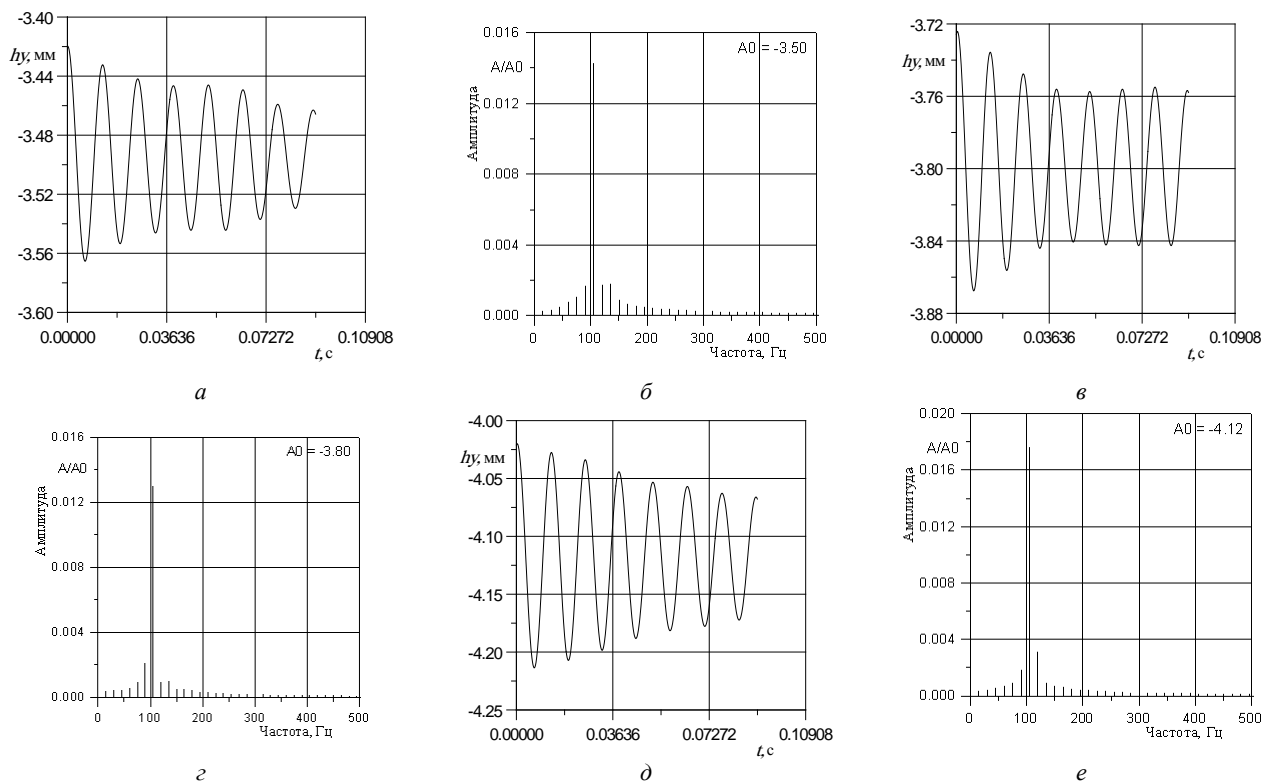 -3.40
hy, мм
-3.44
-3.48
-3.52
-3.56
-3.60
0.00000 0.03636 0.07272 0.10908
t, с
а
0.016
A0 = -3.50
A/A0
Амплитуда
0.012
0.008
0.004
0.000
0 100 200 300 400 500
Частота, Гц
б
-3.72
hy, мм
-3.76
-3.80
-3.84
-3.88
0.00000 0.03636 0.07272 0.10908
t, с
в
0.016
A0 = -3.80
A/A0
Амплитуда
0.012
0.008
0.004
0.000
0 100 200 300 400 500
Частота, Гц
г
-4.00
hy, мм
-4.05
-4.10
-4.15
-4.20
-4.25
0.00000 0.03636 0.07272 0.10908
t, с
д
0.020
A0 = -4.12
A/A0
Амплитуда
0.016
0.012
0.008
0.004
0.000
0 100 200 300 400 500
Частота, Гц
е